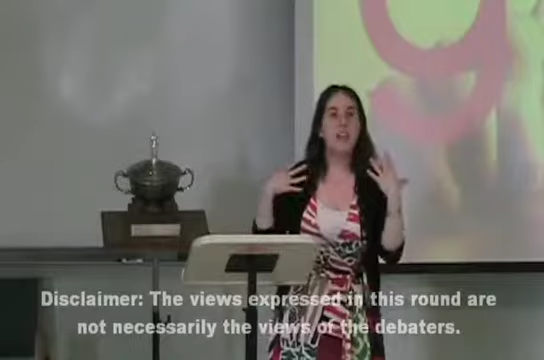 Disclaimer: The views expressed in this round are
not necessarily the views of the debaters.